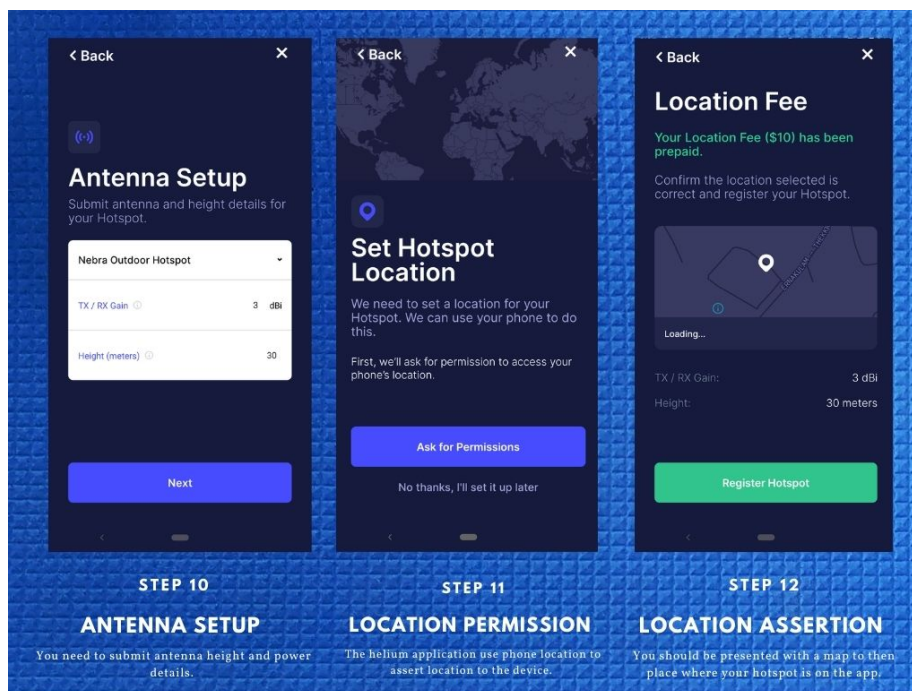 < Back
×
Antenna Setup
Submit antenna and height details for
your Hotspot.
Nebra Outdoor Hotspot
TX / RX Gain
3 dBi
Height (meters)
30
Next
STEP 10
ANTENNA SETUP
You need to submit antenna height and power
details.
< Back
×
Set Hotspot
Location
We need to set a location for your
Hotspot. We can use your phone to do
this.
First, we'll ask for permission to access your
phone's location.
Ask for Permissions
No thanks, I'll set it up later
STEP 11
LOCATION PERMISSION
The helium application use phone location to
assert location to the device.
< Back
×
Location Fee
Your Location Fee ($10) has been
prepaid.
Confirm the location selected is
correct and register your Hotspot.
Loading...
TX / RX Gain:
3 dBi
Height:
30 meters
Register Hotspot
STEP 12
LOCATION ASSERTION
You should be presented with a map to then
place where your hotspot is on the app.